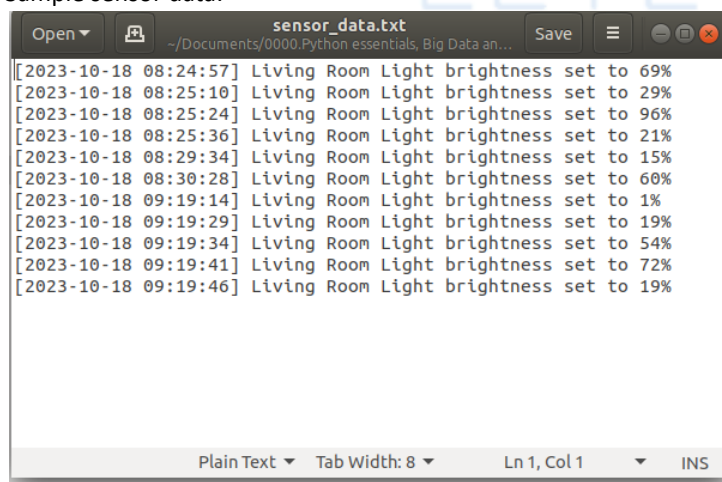 sample sensor data:
Open
sensor_data.txt
~/Documents/0000.Python essentials, Big Data an...
Save
[2023-10-18 08:24:57] Living Room Light brightness set to 69%
[2023-10-18 08:25:10] Living Room Light brightness set to 29%
[2023-10-18 08:25:24] Living Room Light brightness set to 96%
[2023-10-18 08:25:36] Living Room Light brightness set to 21%
[2023-10-18 08:29:34] Living Room Light brightness set to 15%
[2023-10-18 08:30:28] Living Room Light brightness set to 60%
[2023-10-18 09:19:14] Living Room Light brightness set to 1%
[2023-10-18 09:19:29] Living Room Light brightness set to 19%
[2023-10-18 09:19:34] Living Room Light brightness set to 54%
[2023-10-18 09:19:41] Living Room Light brightness set to 72%
[2023-10-18 09:19:46] Living Room Light brightness set to 19%
Plain Text Tab Width: 8 Ln 1, Col 1 INS